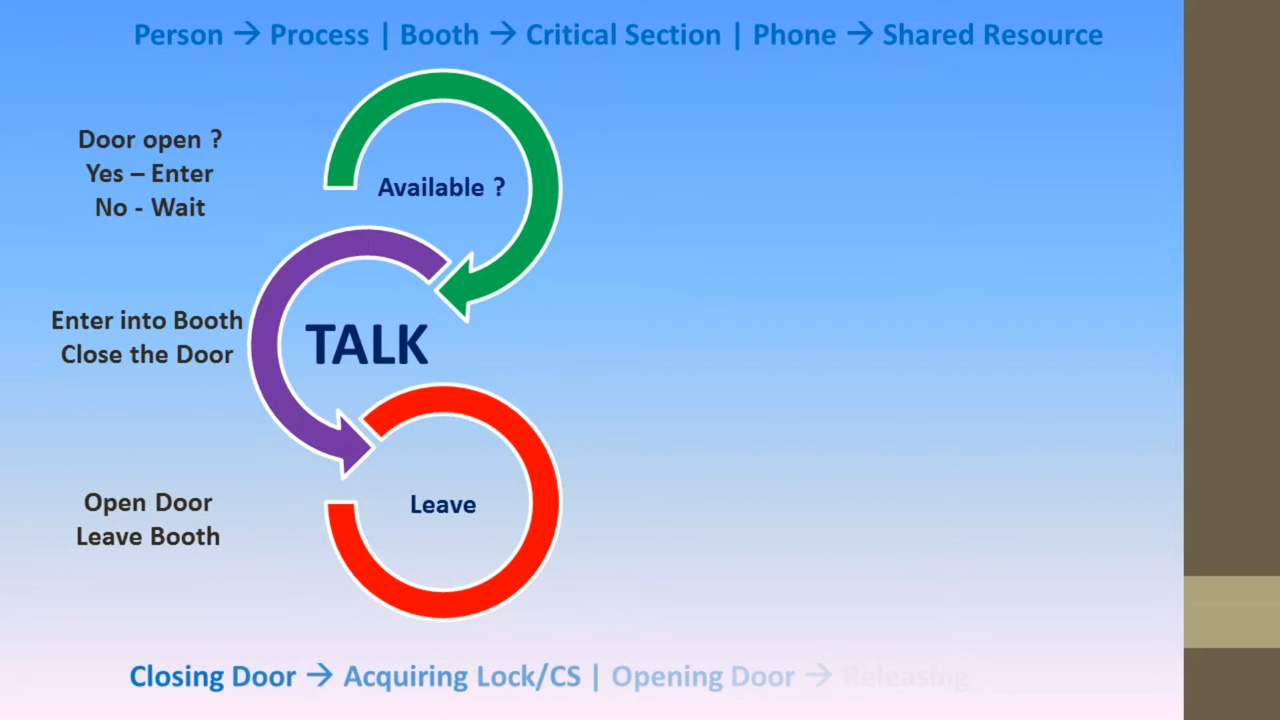 Person → Process | Booth → Critical Section | Phone → Shared Resource
Door open ?
Yes – Enter
No - Wait
Available ?
Enter into Booth
Close the Door
TALK
Open Door
Leave Booth
Leave
Closing Door → Acquiring Lock/CS | Opening Door → Releasing